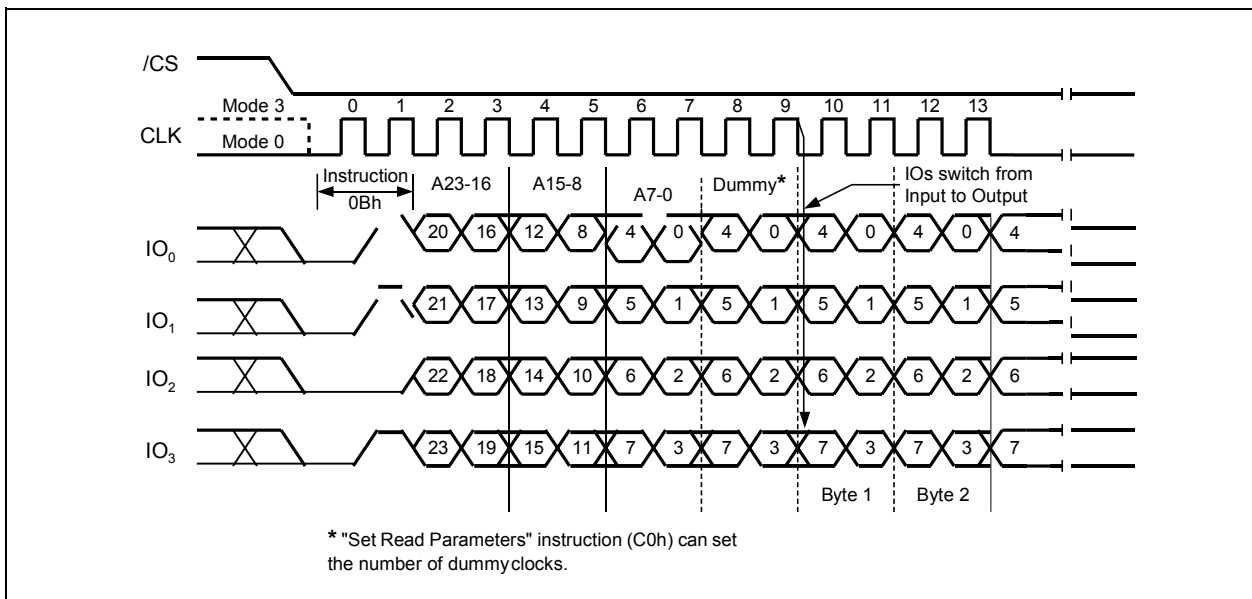 /CS
Mode 3 0 1 2 3 4 5 6 7 8 9 10 11 12 13
CLK
Mode 0
Instruction A23-16 A15-8 A7-0 Dummy* IOs switch from
0Bh Input to Output
IO0 20 16 12 8 4 0 4 0 4 0 4 0 4
IO1 21 17 13 9 5 1 5 1 5 1 5 1 5
IO2 22 18 14 10 6 2 6 2 6 2 6 2 6
IO3 23 19 15 11 7 3 7 3 7 3 7 3 7
Byte 1 Byte 2
* "Set Read Parameters" instruction (C0h) can set
the number of dummyclocks.